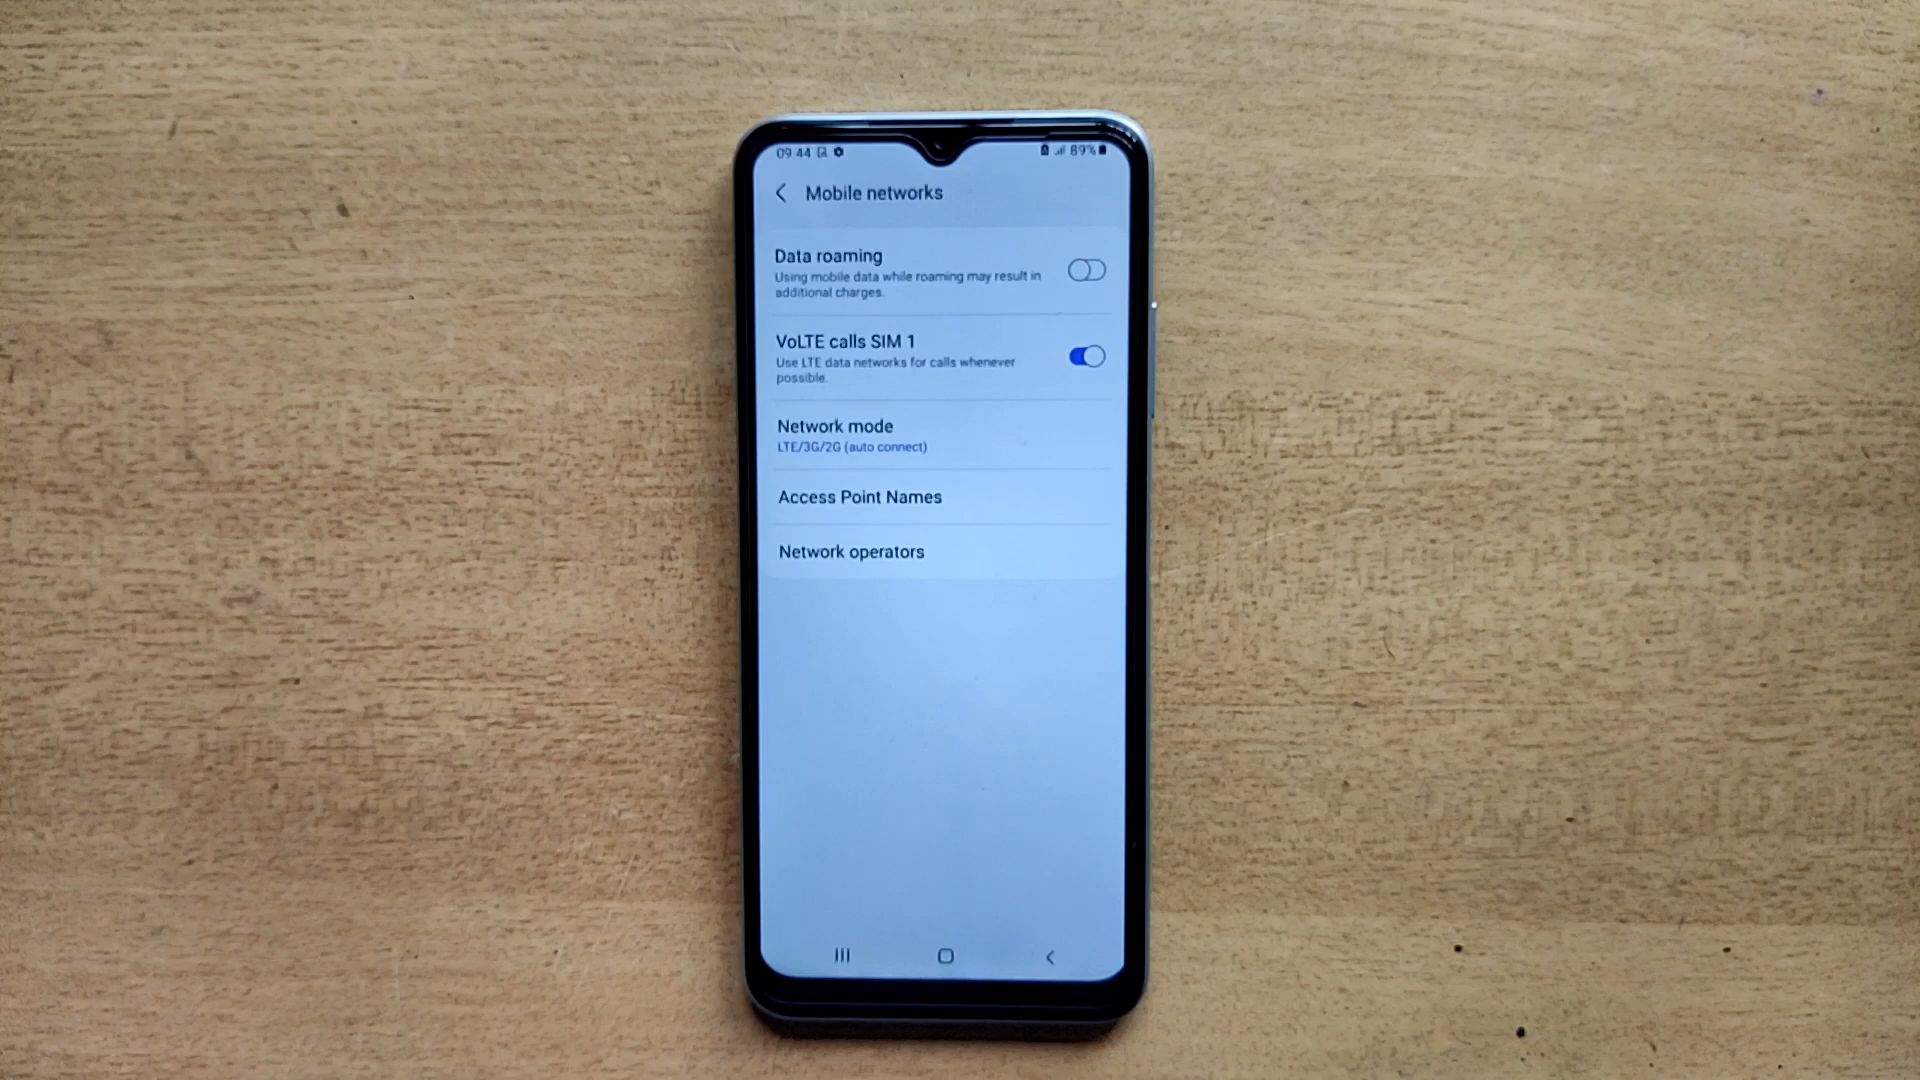 09:44
89%
Mobile networks
Data roaming
Using mobile data while roaming may result in
additional charges.
VoLTE calls SIM 1
Use LTE data networks for calls whenever
possible.
Network mode
LTE/3G/2G (auto connect)
Access Point Names
Network operators